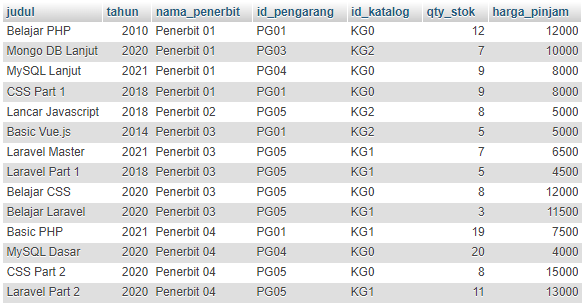 judul tahun nama_penerbit id_pengarang id_katalog qty_stok harga_pinjam
Belajar PHP 2010 Penerbit 01 PG01 KG0 12 12000
Mongo DB Lanjut 2020 Penerbit 01 PG03 KG2 7 10000
MySQL Lanjut 2021 Penerbit 01 PG04 KG0 9 8000
CSS Part 1 2018 Penerbit 01 PG01 KG0 9 8000
Lancar Javascript 2018 Penerbit 02 PG05 KG2 8 5000
Basic Vue.js 2014 Penerbit 03 PG01 KG2 5 5000
Laravel Master 2021 Penerbit 03 PG05 KG1 7 6500
Laravel Part 1 2018 Penerbit 03 PG05 KG1 5 4500
Belajar CSS 2020 Penerbit 03 PG05 KG0 8 12000
Belajar Laravel 2020 Penerbit 03 PG05 KG1 3 11500
Basic PHP 2021 Penerbit 04 PG01 KG1 19 7500
MySQL Dasar 2020 Penerbit 04 PG04 KG0 20 4000
CSS Part 2 2020 Penerbit 04 PG05 KG0 8 15000
Laravel Part 2 2020 Penerbit 04 PG05 KG1 11 13000